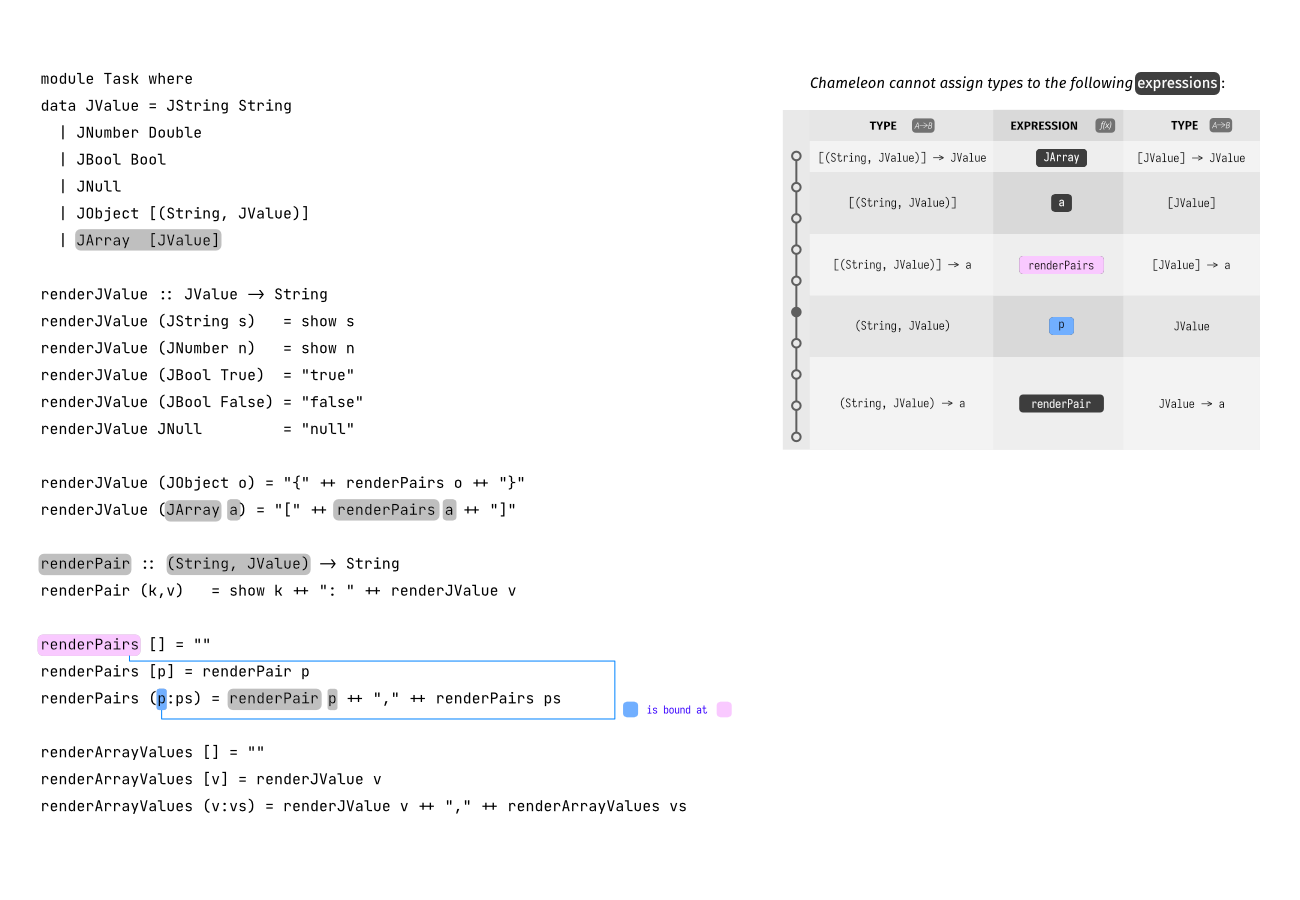 module Task where
data JValue = JString String
| JNumber Double
| JBool Bool
| JNull
| JObject [(String, JValue)]
| JArray  [JValue]
renderJValue :: JValue -> String
renderJValue (JString s)   = show s
renderJValue (JNumber n)   = show n
renderJValue (JBool True)  = "true"
renderJValue (JBool False) = "false"
renderJValue JNull         = "null"
renderJValue (JObject o) = "{" ++ renderPairs o ++ "}"
renderJValue (JArray a) = "[" ++ renderPairs a ++ "]"
renderPair :: (String, JValue) -> String
renderPair (k,v)   = show k ++ ": " ++ renderJValue v
renderPairs [] = ""
renderPairs [p] = renderPair p
renderPairs (p:ps) = renderPair p ++ "," ++ renderPairs ps
is bound at
renderArrayValues [] = ""
renderArrayValues [v] = renderJValue v
renderArrayValues (v:vs) = renderJValue v ++ "," ++ renderArrayValues vs
Chameleon cannot assign types to the following expressions:
TYPE A->B EXPRESSION f(x) TYPE A->B
[(String, JValue)] -> JValue JArray [JValue] -> JValue
[(String, JValue)] a [JValue]
[(String, JValue)] -> a renderPairs [JValue] -> a
(String, JValue) p JValue
(String, JValue) -> a renderPair JValue -> a